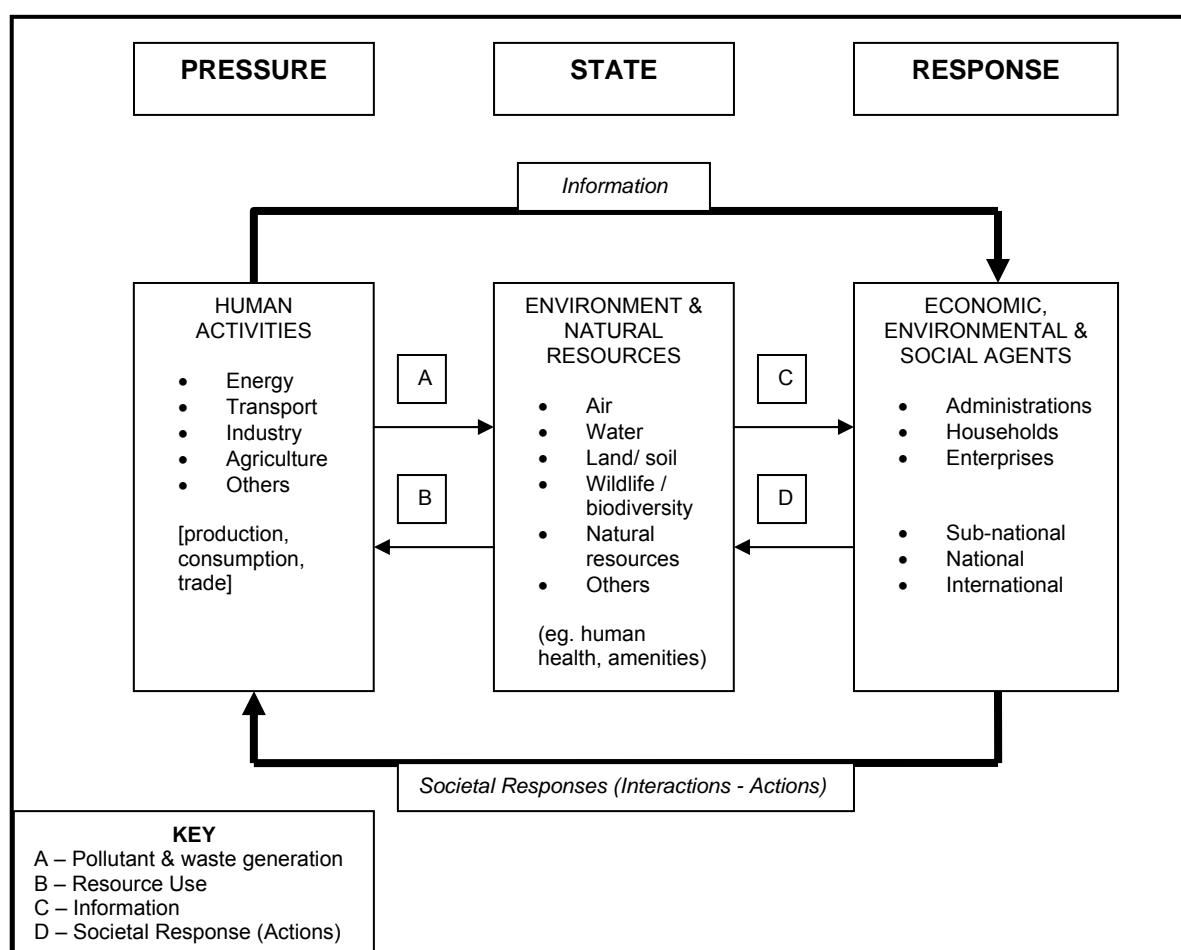 PRESSURE
STATE
RESPONSE
Information
HUMAN
ACTIVITIES
• Energy
• Transport
• Industry
• Agriculture
• Others
[production,
consumption,
trade]
A
B
ENVIRONMENT &
NATURAL
RESOURCES
• Air
• Water
• Land/ soil
• Wildlife /
biodiversity
• Natural
resources
• Others
(eg. human
health, amenities)
C
D
ECONOMIC,
ENVIRONMENTAL &
SOCIAL AGENTS
• Administrations
• Households
• Enterprises
• Sub-national
• National
• International
Societal Responses (Interactions - Actions)
KEY
A – Pollutant & waste generation
B – Resource Use
C – Information
D – Societal Response (Actions)